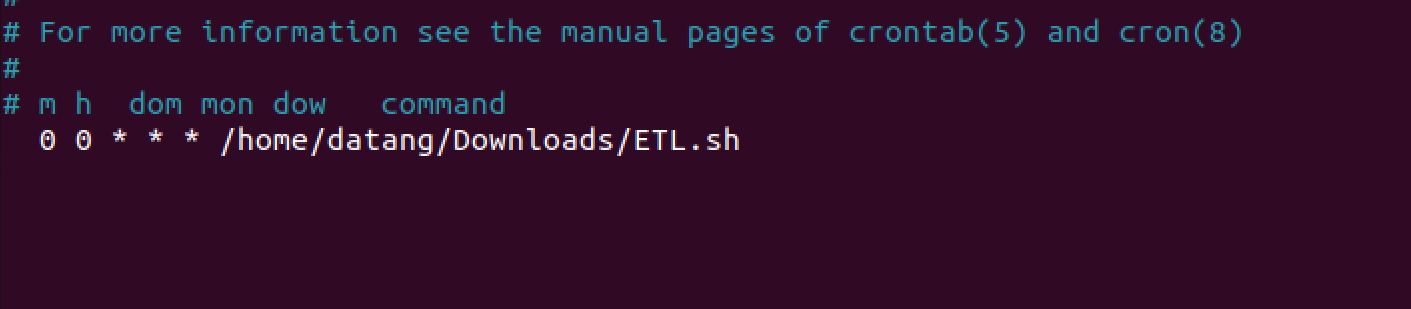 #
# For more information see the manual pages of crontab(5) and cron(8)
#
# m h  dom mon dow   command
  0 0 * * * /home/datang/Downloads/ETL.sh